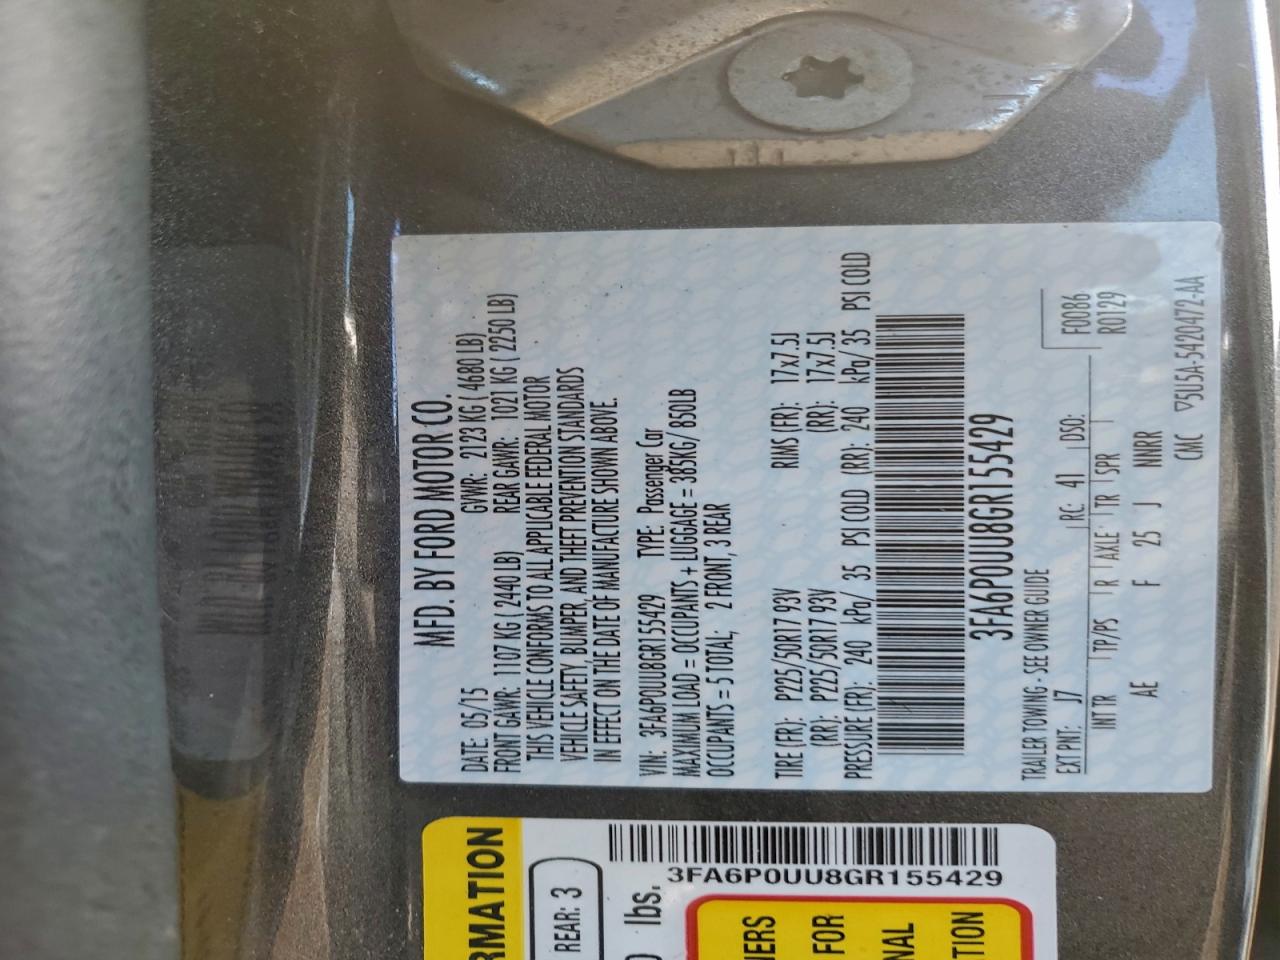 MFD. BY FORD MOTOR CO.
DATE: 05/15 GVWR: 2123 KG ( 4680 LB)
FRONT GAWR: 1107 KG ( 2440 LB) REAR GAWR: 1021 KG ( 2250 LB)
THIS VEHICLE CONFORMS TO ALL APPLICABLE FEDERAL MOTOR
VEHICLE SAFETY, BUMPER, AND THEFT PREVENTION STANDARDS
IN EFFECT ON THE DATE OF MANUFACTURE SHOWN ABOVE.
VIN: 3FA6P0UU8GR155429 TYPE: Passenger Car
MAXIMUM LOAD = OCCUPANTS + LUGGAGE = 385KG/ 850LB
OCCUPANTS = 5 TOTAL, 2 FRONT, 3 REAR
TIRE (FR): P225/50R17 93V RIMS (FR): 17x7.5J
(RR): P225/50R17 93V (RR): 17x7.5J
PRESSURE (FR): 240 kPa/ 35 PSI COLD (RR): 240 kPa/ 35 PSI COLD
3FA6P0UU8GR155429
TRAILER TOWING - SEE OWNER GUIDE
EXT PNT: J7 RC: 41 DSO: F0086
R0129
INT TR TP/PS R AXLE TR SPR
AE F 25 J NNRR
CMC ▽5U5A-5420472-AA
RMATION
REAR: 3
lbs.
3FA6P0UU8GR155429
ERS
FOR
NAL
TION